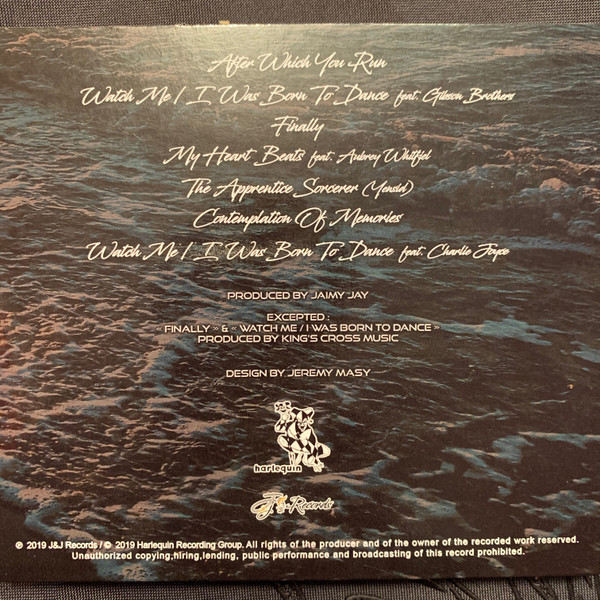 After Which You Run
Watch Me / I Was Born To Dance feat. Gibson Brothers
Finally
My Heart Beats feat. Aubrey Whitfiel
The Apprentice Sorcerer (Yensid)
Contemplation Of Memories
Watch Me / I Was Born To Dance feat. Charlie Joyce
PRODUCED BY JAIMY JAY
EXCEPTED :
FINALLY » & « WATCH ME / I WAS BORN TO DANCE »
PRODUCED BY KING'S CROSS MUSIC
DESIGN BY JEREMY MASY
harlequin
Records
℗ 2019 J&J Records / © 2019 Harlequin Recording Group. All rights of the producer and of the owner of the recorded work reserved.
Unauthorized copying,hiring,lending, public performance and broadcasting of this record prohibited.